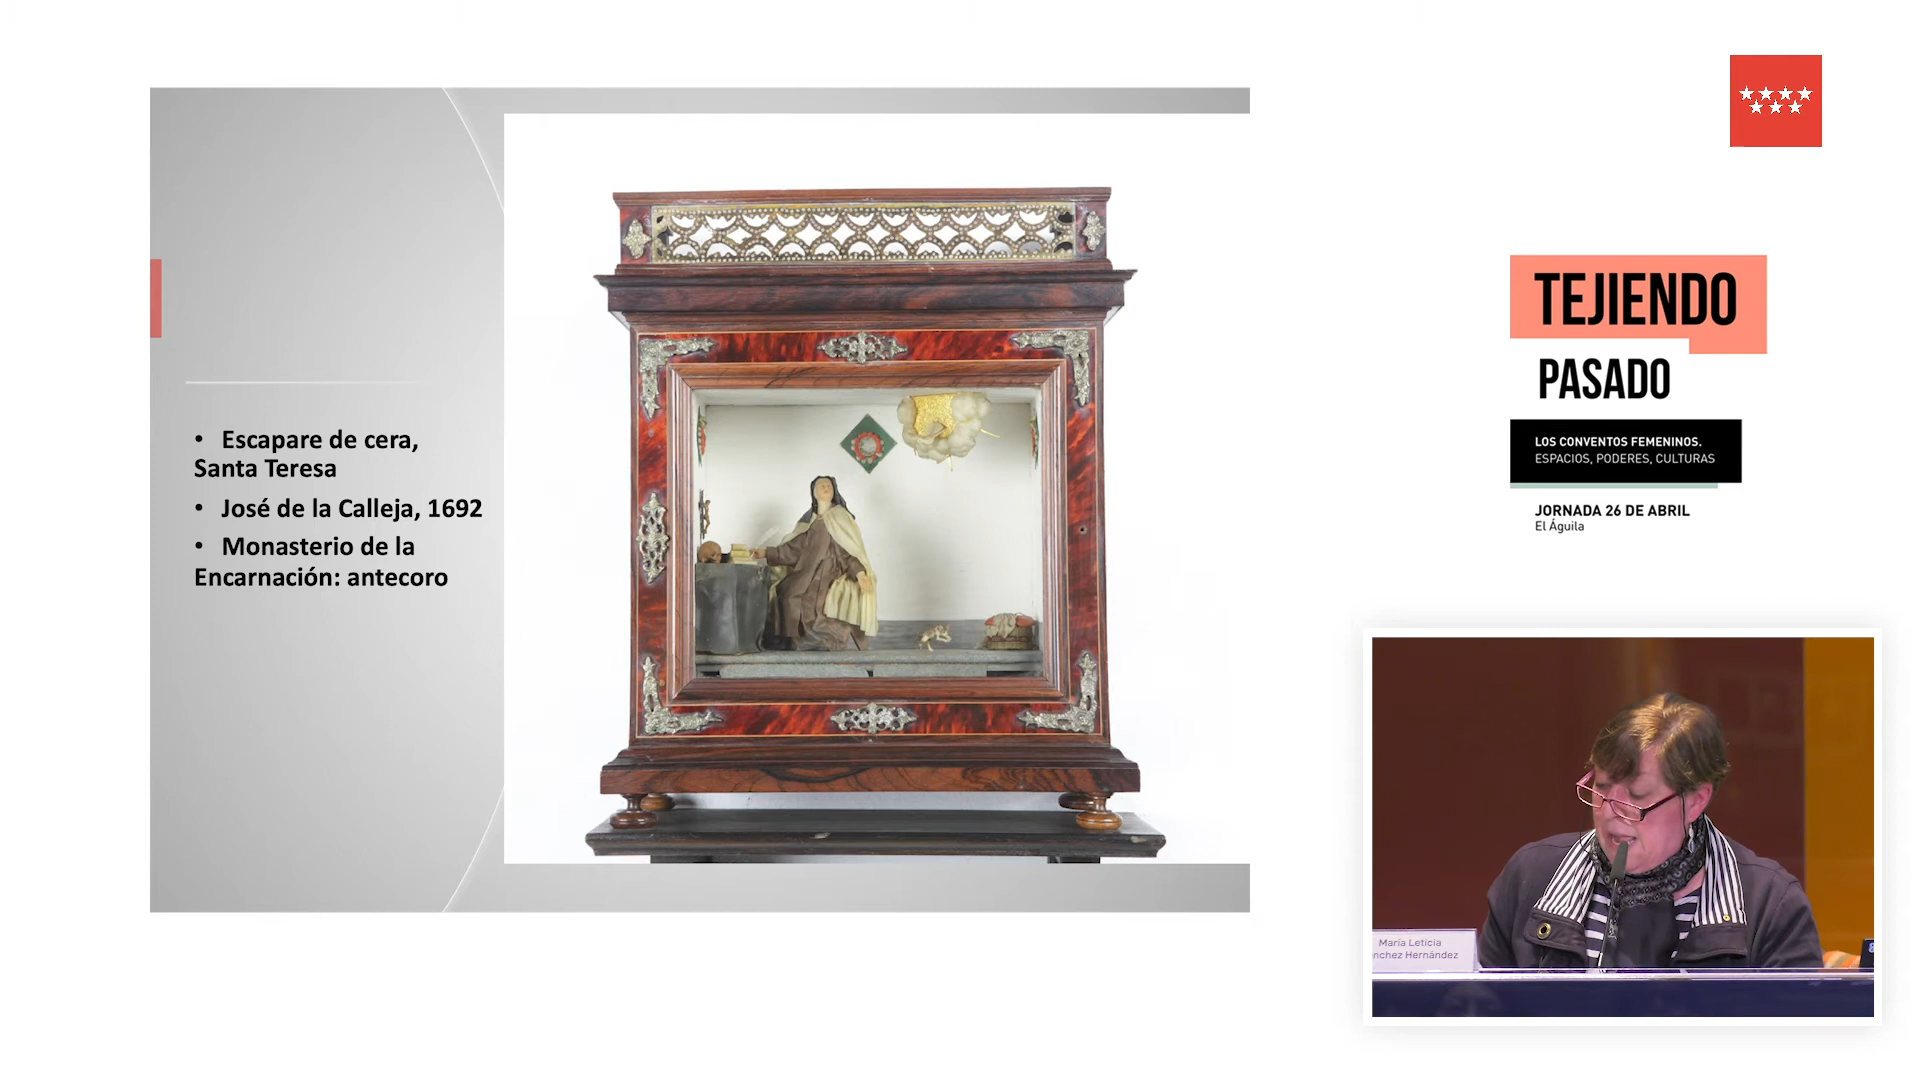 • Escapare de cera,
Santa Teresa
• José de la Calleja, 1692
• Monasterio de la
Encarnación: antecoro
TEJIENDO
PASADO
LOS CONVENTOS FEMENINOS.
ESPACIOS, PODERES, CULTURAS
JORNADA 26 DE ABRIL
El Águila
María Leticia
nchez Hernández